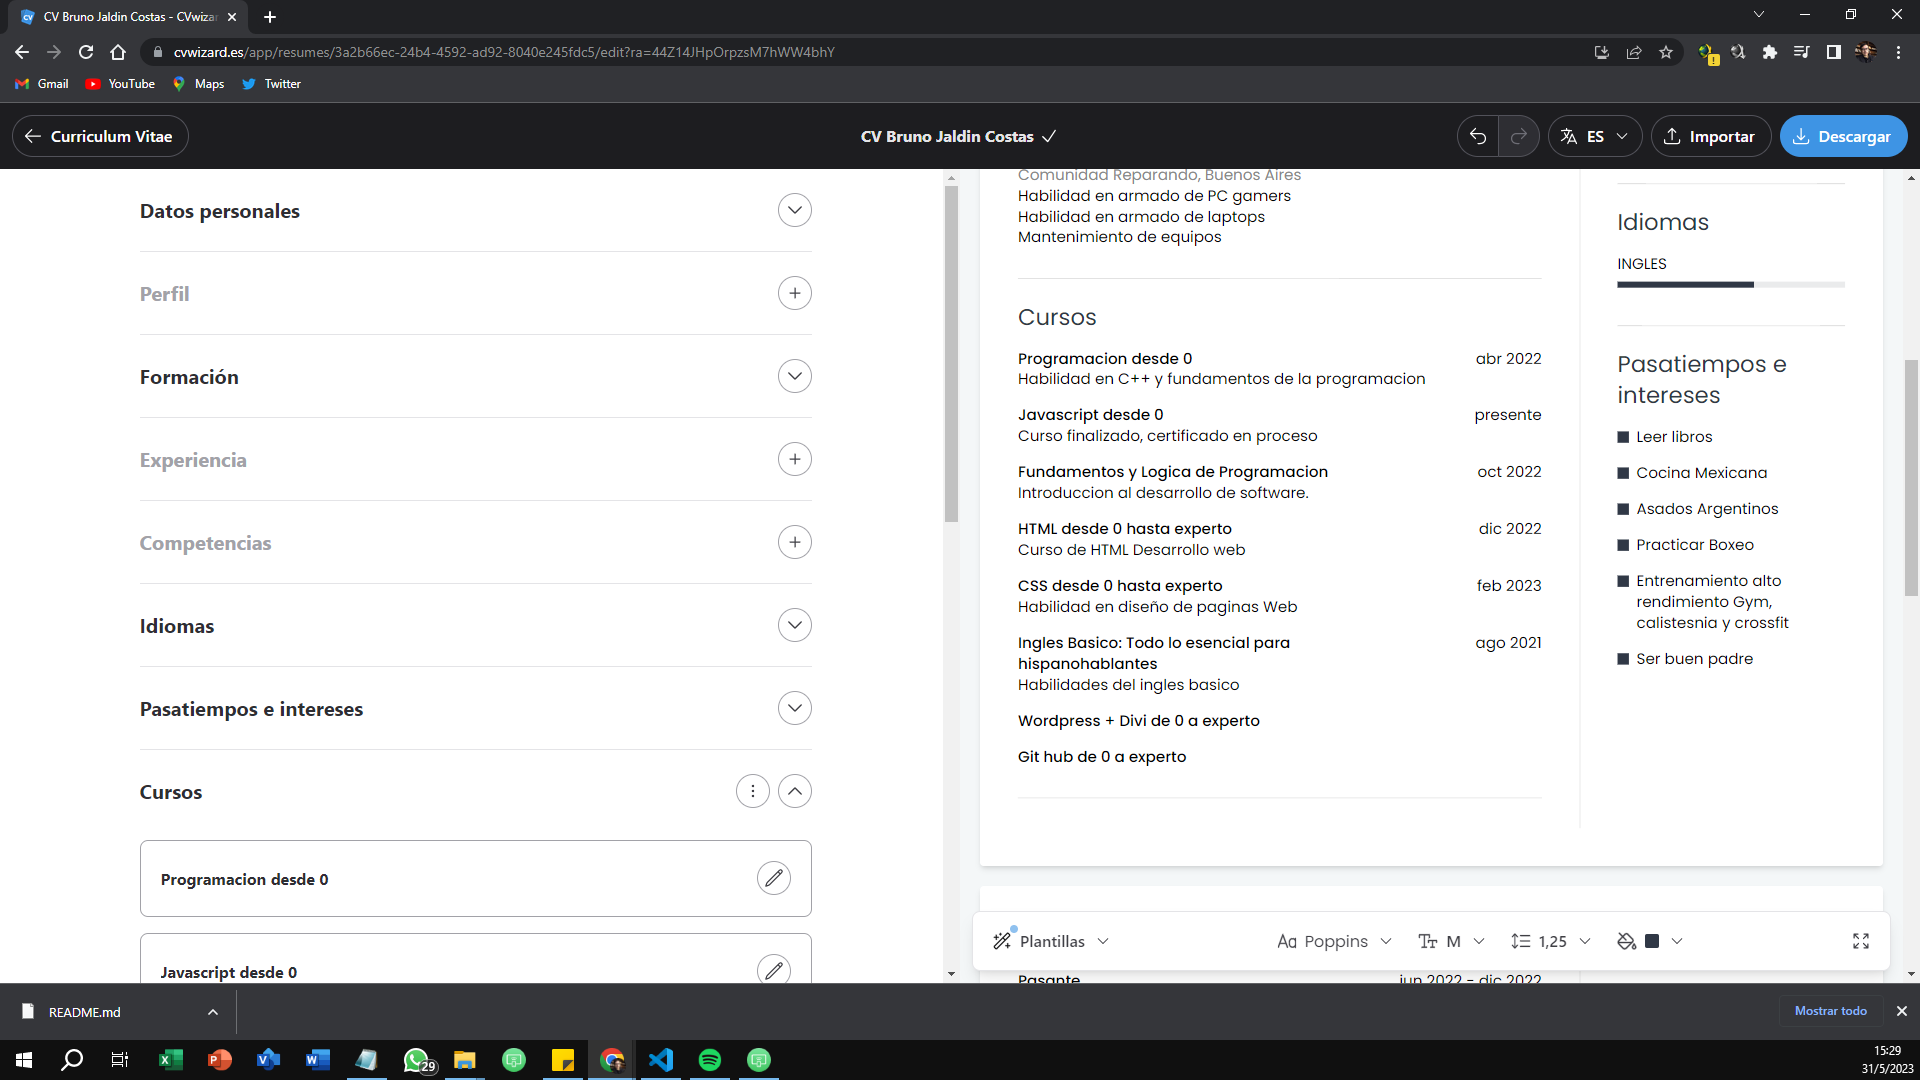 CV Bruno Jaldin Costas - CVwizar
cvwizard.es/app/resumes/3a2b66ec-24b4-4592-ad92-8040e245fdc5/edit?ra=44Z14JHpOrpzsM7hWW4bhY
Gmail
YouTube
Maps
Twitter
Curriculum Vitae
CV Bruno Jaldin Costas
ES
Importar
Descargar
Datos personales
Perfil
Formación
Experiencia
Competencias
Idiomas
Pasatiempos e intereses
Cursos
Programacion desde 0
Javascript desde 0
Comunidad Reparando, Buenos Aires
Habilidad en armado de PC gamers
Habilidad en armado de laptops
Mantenimiento de equipos
Cursos
Programacion desde 0 abr 2022
Habilidad en C++ y fundamentos de la programacion
Javascript desde 0 presente
Curso finalizado, certificado en proceso
Fundamentos y Logica de Programacion oct 2022
Introduccion al desarrollo de software.
HTML desde 0 hasta experto dic 2022
Curso de HTML Desarrollo web
CSS desde 0 hasta experto feb 2023
Habilidad en diseño de paginas Web
Ingles Basico: Todo lo esencial para ago 2021
hispanohablantes
Habilidades del ingles basico
Wordpress + Divi de 0 a experto
Git hub de 0 a experto
Idiomas
INGLES
Pasatiempos e
intereses
Leer libros
Cocina Mexicana
Asados Argentinos
Practicar Boxeo
Entrenamiento alto
rendimiento Gym,
calistesnia y crossfit
Ser buen padre
Plantillas
Aa Poppins
TT M
1,25
Pasante jun 2022 - dic 2022
README.md
Mostrar todo
29
15:29
31/5/2023